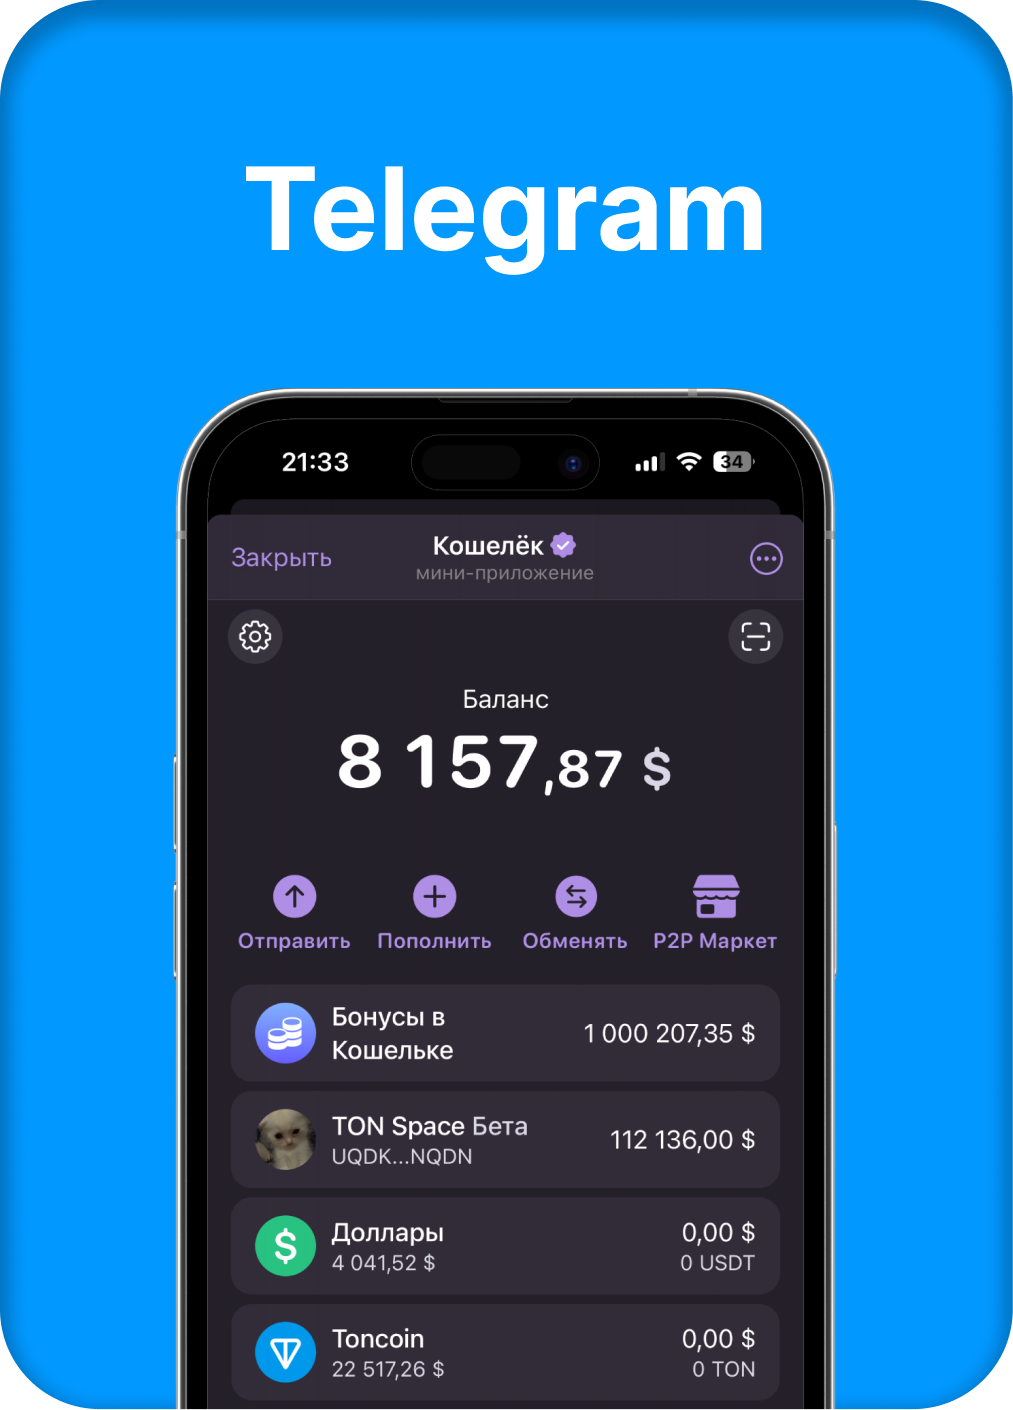 Telegram
21:33
34
Закрыть
Кошелёк
мини-приложение
Баланс
8 157,87 $
Отправить
Пополнить
Обменять
P2P Маркет
Бонусы в
Кошельке
1 000 207,35 $
TON Space Бета
112 136,00 $
UQDK...NQDN
Доллары
0,00 $
4 041,52 $
0 USDT
Toncoin
0,00 $
22 517,26 $
0 TON